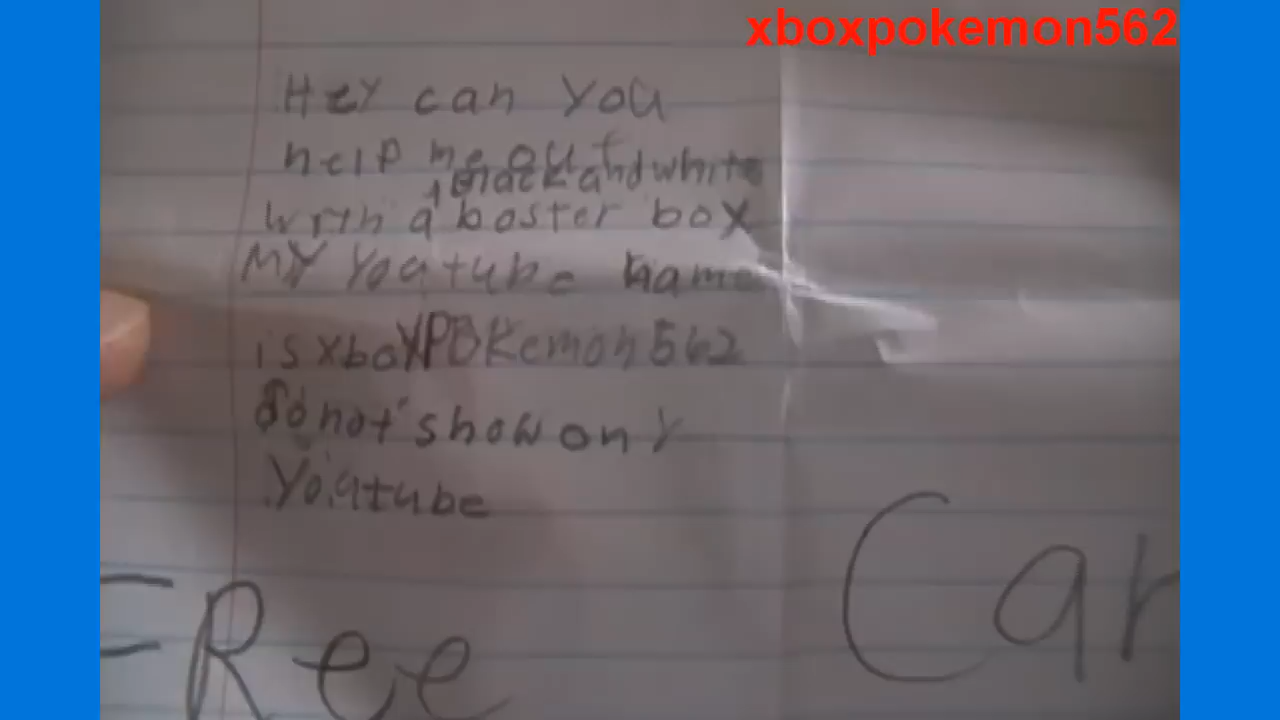 xboxpokemon562
Hey can you
help me out
black and white
with a boster box
My Youtube name
is xboxPOKemon562
do not show on Y
Youtube
FRee
Car